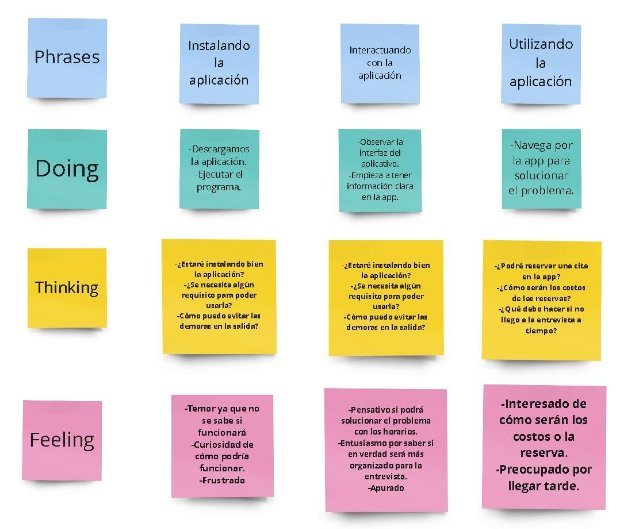 Phrases
Instalando
la
aplicación
Interactuando
con la
aplicación
Utilizando
la
aplicación
Doing
-Descargamos
la aplicación.
-Ejecutar el
programa.
-Observar la
interfaz del
aplicativo.
-Empieza a tener
información clara
en la app.
-Navega por
la app para
solucionar
el problema.
Thinking
-¿Estaré instalando bien
la aplicación?
-¿Se necesita algún
requisito para poder
usarla?
-Cómo puedo evitar las
demoras en la salida?
-¿Estaré instalando bien
la aplicación?
-¿Se necesita algún
requisito para poder
usarla?
-Cómo puedo evitar las
demoras en la salida?
-¿Podré reservar una cita
en la app?
-¿Cómo serán los costos
de las reservas?
-¿Qué debo hacer si no
llego a la entrevista a
tiempo?
Feeling
-Temor ya que no
se sabe si
funcionará
-Curiosidad de
cómo podría
funcionar.
-Frustrado
-Pensativo si podrá
solucionar el problema
con los horarios.
-Entusiasmo por saber si
en verdad será más
organizado para la
entrevista.
-Apurado
-Interesado de
cómo serán los
costos o la
reserva.
-Preocupado por
llegar tarde.